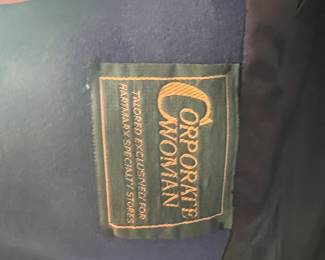 CORPORATE
WOMAN
TAILORED EXCLUSIVELY FOR
HARTMARX SPECIALTY STORES